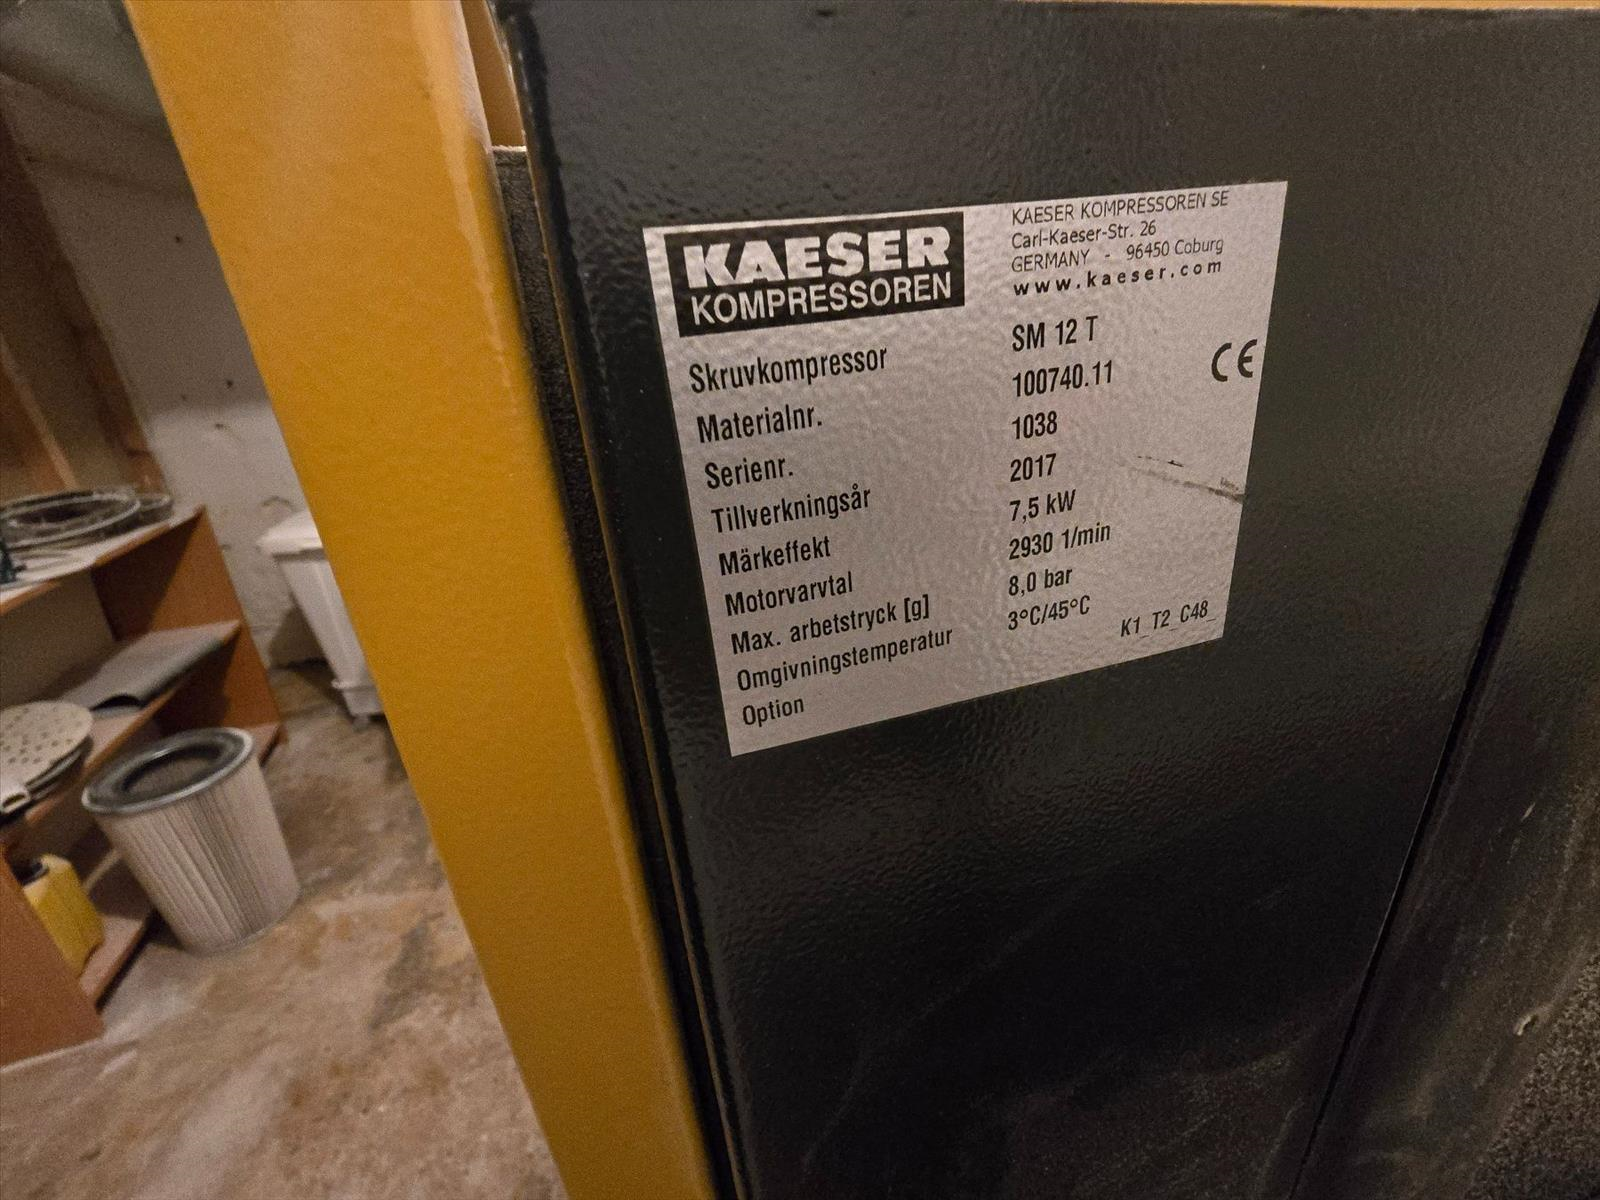 KAESER
KOMPRESSOREN
KAESER KOMPRESSOREN SE
Carl-Kaeser-Str. 26
GERMANY - 96450 Coburg
www.kaeser.com
Skruvkompressor SM 12 T
Materialnr. 100740.11
CE
Serienr. 1038
Tillverkningsår 2017
Märkeffekt 7,5 kW
Motorvarvtal 2930 1/min
Max. arbetstryck [g] 8,0 bar
Omgivningstemperatur 3°C/45°C
Option K1_T2_C48_